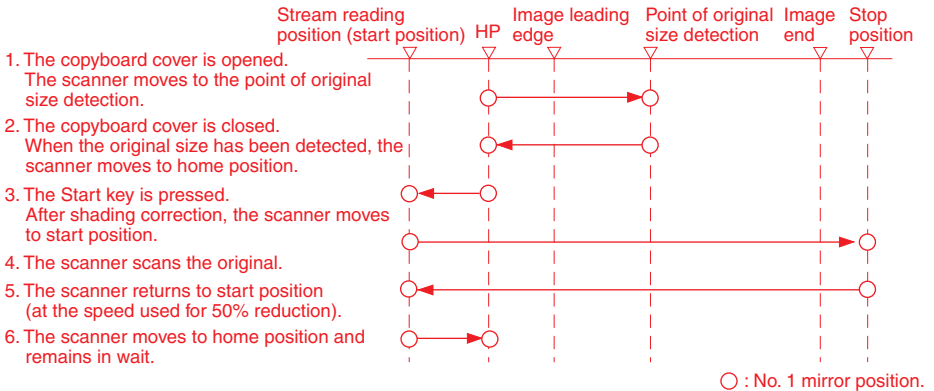 Stream reading
position (start position)
HP
Image leading
edge
Point of original
size detection
Image
end
Stop
position
1. The copyboard cover is opened.
The scanner moves to the point of original
size detection.
2. The copyboard cover is closed.
When the original size has been detected, the
scanner moves to home position.
3. The Start key is pressed.
After shading correction, the scanner moves
to start position.
4. The scanner scans the original.
5. The scanner returns to start position
(at the speed used for 50% reduction).
6. The scanner moves to home position and
remains in wait.
: No. 1 mirror position.